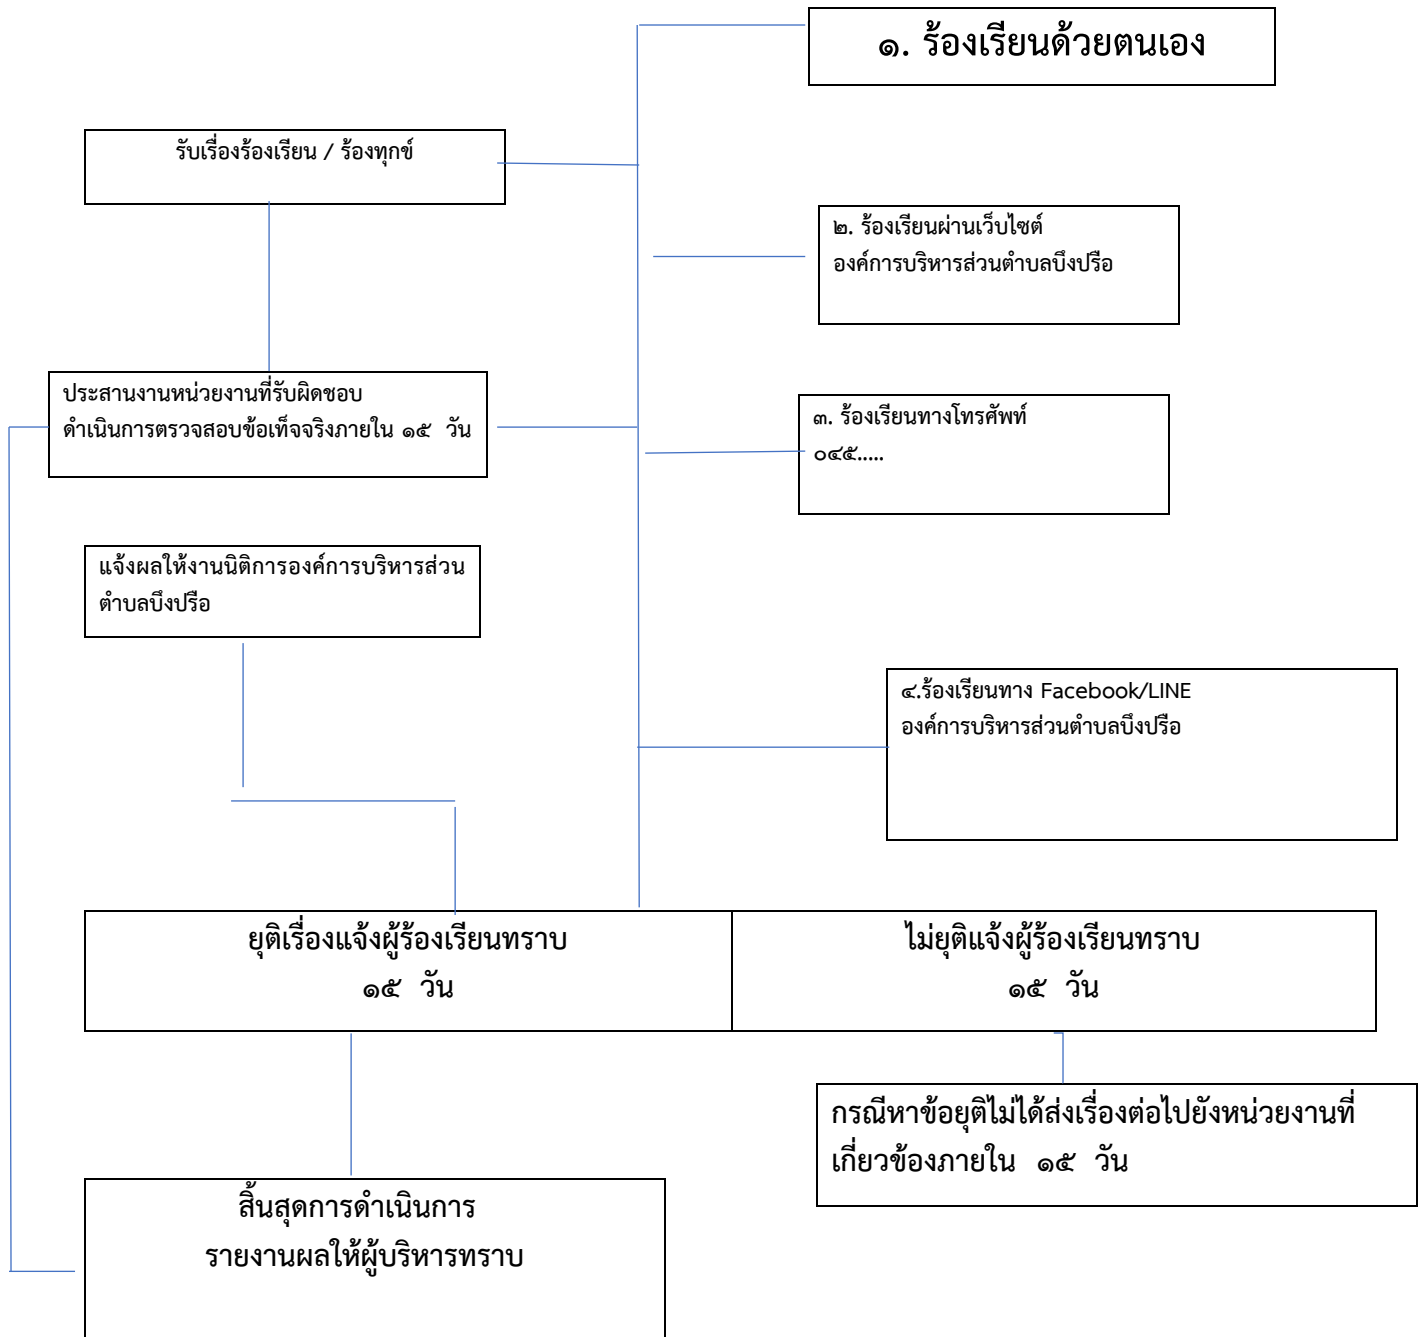 ๑. ร้องเรียนด้วยตนเอง
รับเรื่องร้องเรียน / ร้องทุกข์
๒. ร้องเรียนผ่านเว็บไซต์
องค์การบริหารส่วนตำบลบึงปรือ
ประสานงานหน่วยงานที่รับผิดชอบ
ดำเนินการตรวจสอบข้อเท็จจริงภายใน ๑๕ วัน
๓. ร้องเรียนทางโทรศัพท์
๐๔๕.....
แจ้งผลให้งานนิติการองค์การบริหารส่วน
ตำบลบึงปรือ
๔.ร้องเรียนทาง Facebook/LINE
องค์การบริหารส่วนตำบลบึงปรือ
ยุติเรื่องแจ้งผู้ร้องเรียนทราบ
๑๕ วัน
ไม่ยุติแจ้งผู้ร้องเรียนทราบ
๑๕ วัน
กรณีหาข้อยุติไม่ได้ส่งเรื่องต่อไปยังหน่วยงานที่
เกี่ยวข้องภายใน ๑๕ วัน
สิ้นสุดการดำเนินการ
รายงานผลให้ผู้บริหารทราบ